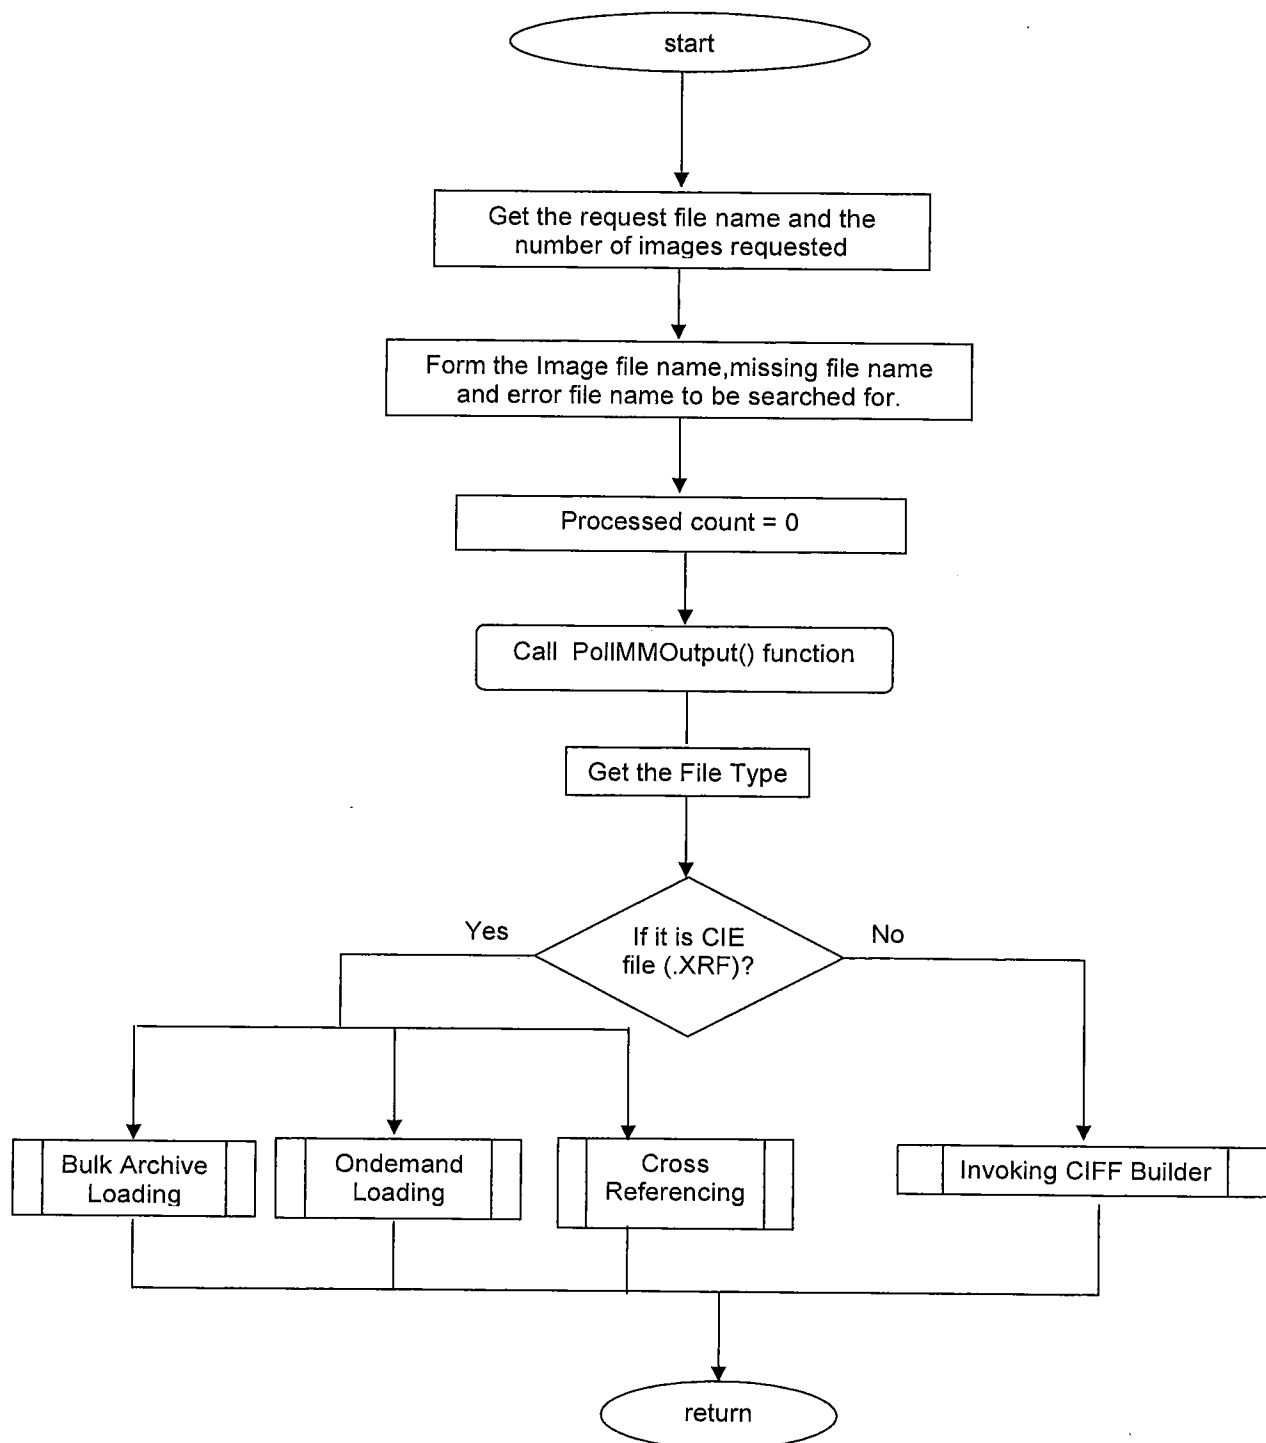 start
Get the request file name and the
number of images requested
Form the Image file name,missing file name
and error file name to be searched for.
Processed count = 0
Call PollMMOutput() function
Get the File Type
Yes
If it is CIE
file (.XRF)?
No
Bulk Archive
Loading
Ondemand
Loading
Cross
Referencing
Invoking CIFF Builder
return